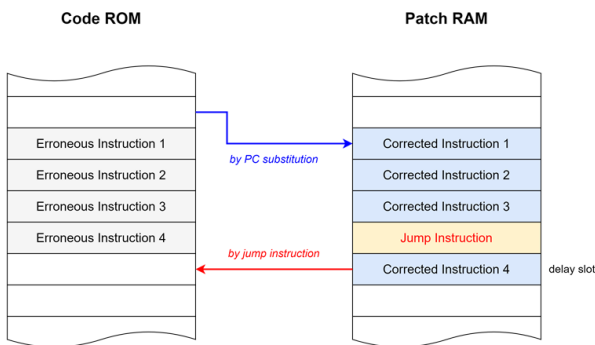 Code ROM
Patch RAM
Erroneous Instruction 1
Corrected Instruction 1
by PC substitution
Erroneous Instruction 2
Corrected Instruction 2
Erroneous Instruction 3
Corrected Instruction 3
Erroneous Instruction 4
Jump Instruction
by jump instruction
Corrected Instruction 4
delay slot